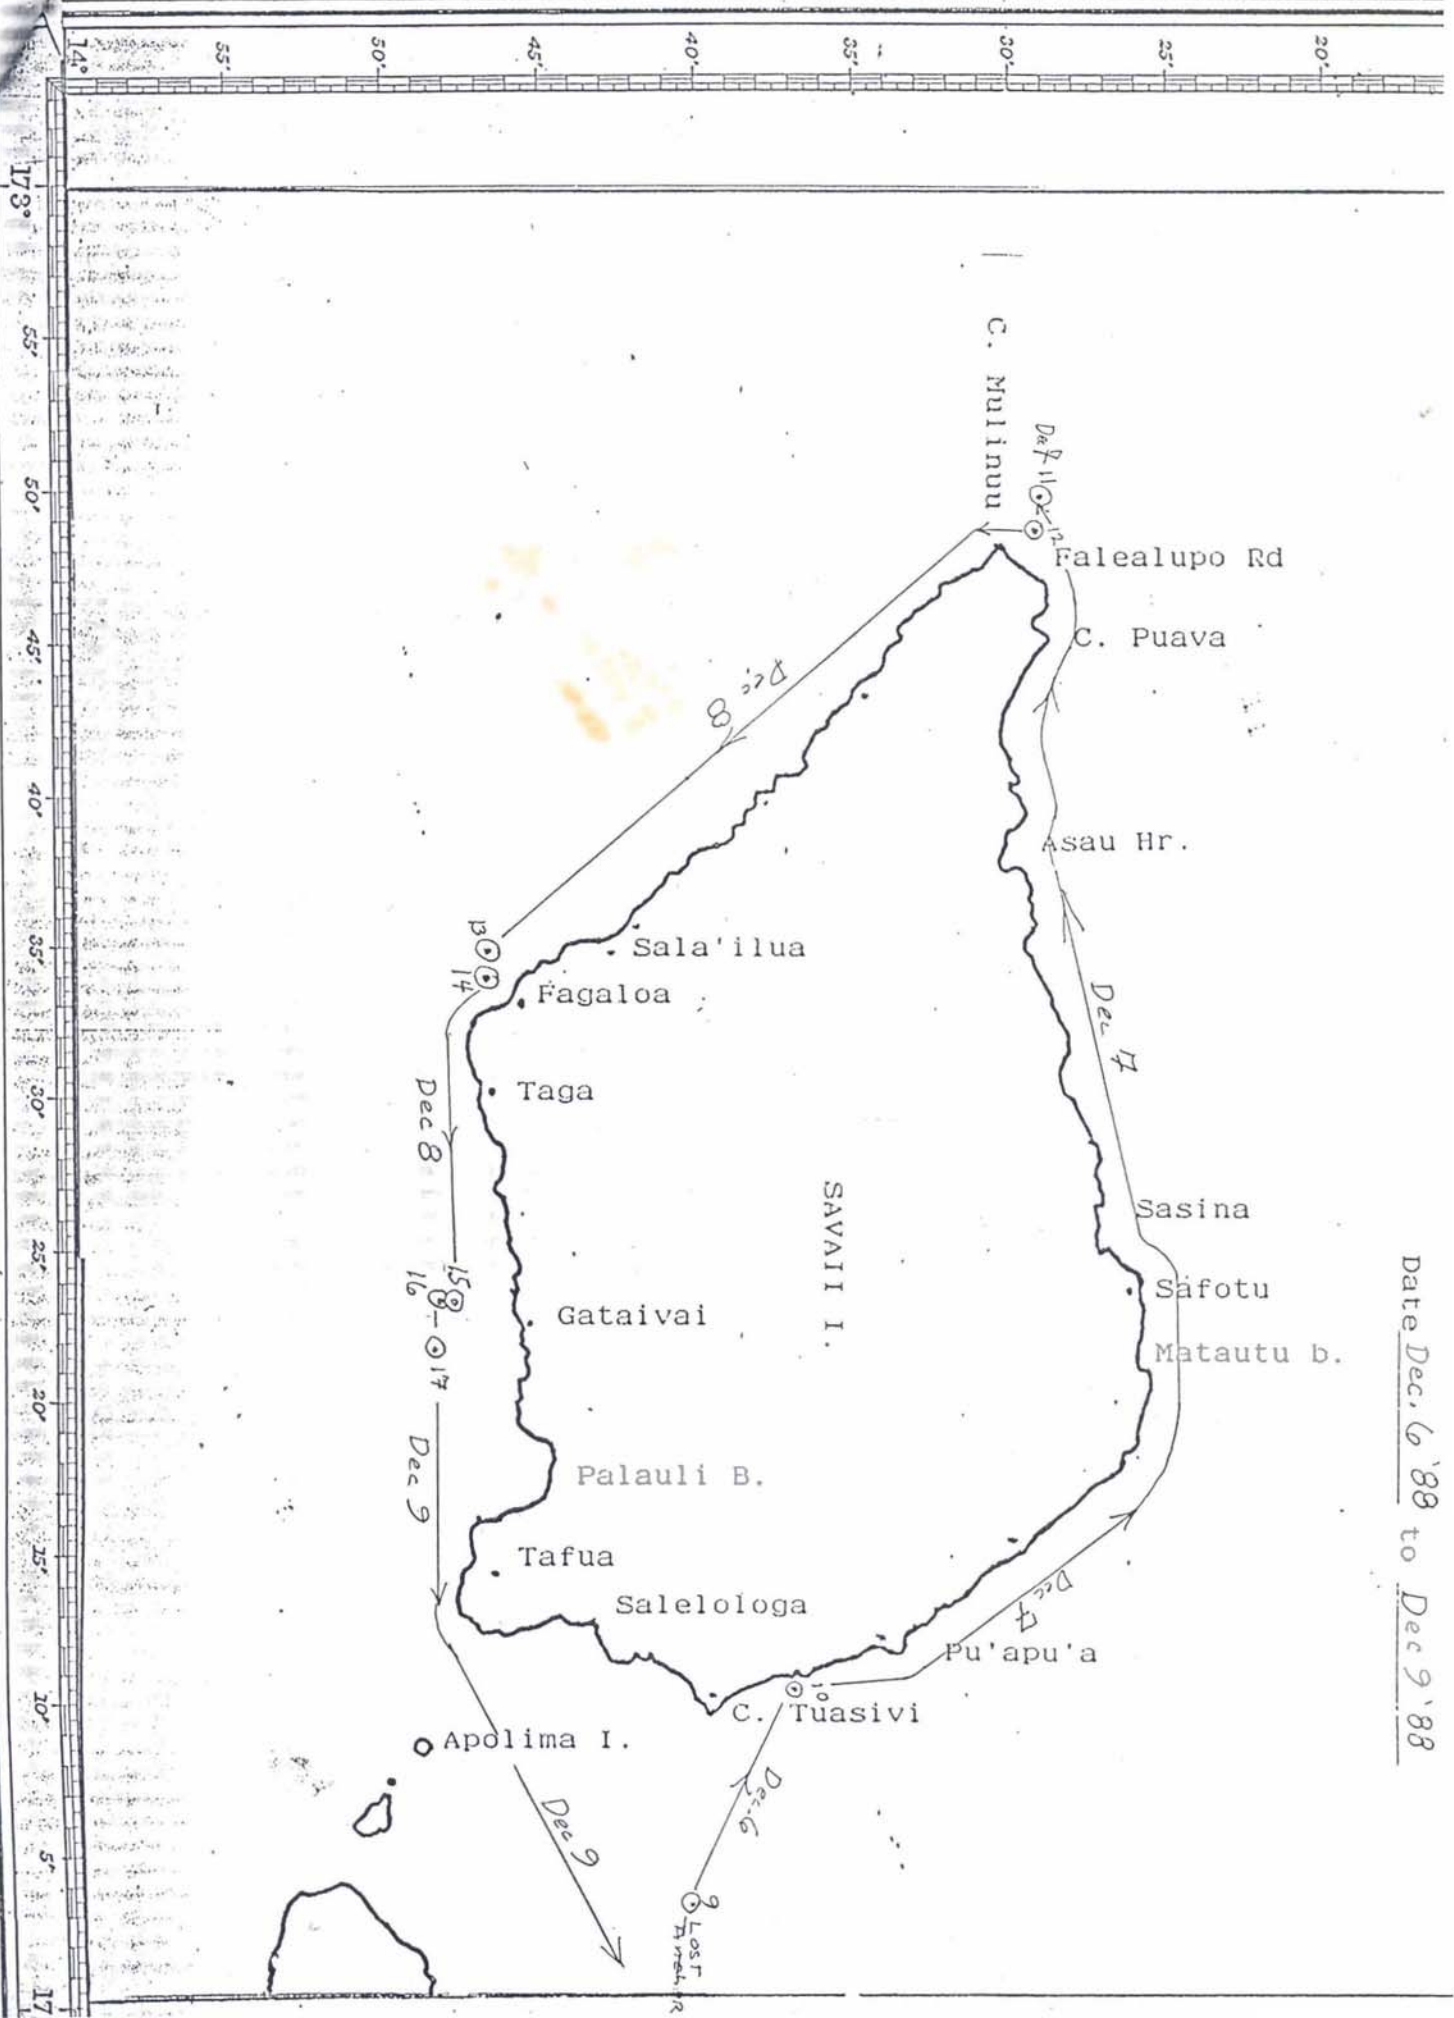 Date Dec. 6 '88 to Dec 9 '88
20'
25'
30'
35'
40'
45'
50'
55'
14°
Falealupo Rd
C. Puava
C. Mulinuu
11
12
Asau Hr.
Dec 7
Sasina
Safotu
Matautu b.
Dec 7
Pu'apu'a
10
C. Tuasivi
Dec. 6
9
Lost
SAVAII I.
Dec. 8
Sala'ilua
13
14
Fagaloa
Taga
Dec 8
15
16
17
Gataivai
Palauli B.
Dec 9
Tafua
Salelologa
Apolima I.
Dec 9
173°
55'
50'
45'
40'
35'
30'
25'
20'
15'
10'
5'
17